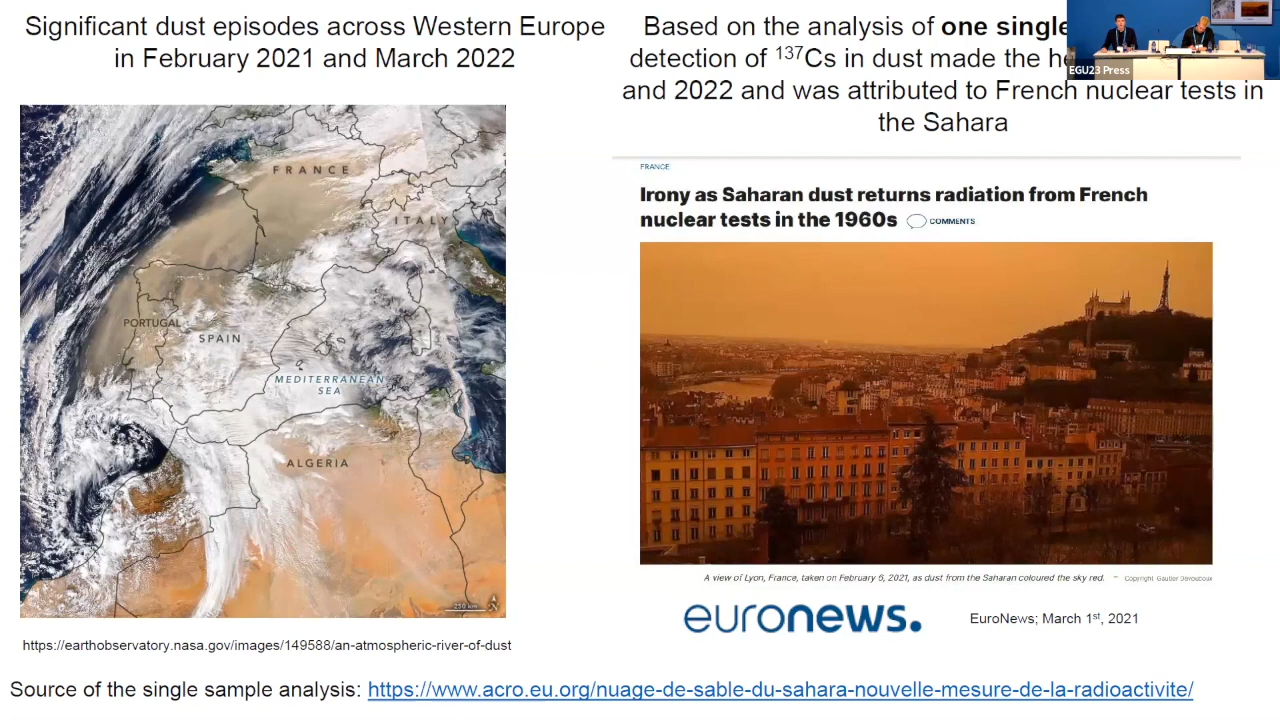 Significant dust episodes across Western Europe
in February 2021 and March 2022
FRANCE
ITALY
PORTUGAL
SPAIN
MEDITERRANEAN
SEA
ALGERIA
250 km
N
https://earthobservatory.nasa.gov/images/149588/an-atmospheric-river-of-dust
Based on the analysis of one single
detection of ¹³⁷Cs in dust made the
and 2022 and was attributed to French nuclear tests in
the Sahara
EGU23 Press
FRANCE
Irony as Saharan dust returns radiation from French
nuclear tests in the 1960s COMMENTS
A view of Lyon, France, taken on February 6, 2021, as dust from the Saharan coloured the sky red. - Copyright Gautier Devoucoux
euronews.
EuroNews; March 1st, 2021
Source of the single sample analysis: https://www.acro.eu.org/nuage-de-sable-du-sahara-nouvelle-mesure-de-la-radioactivite/